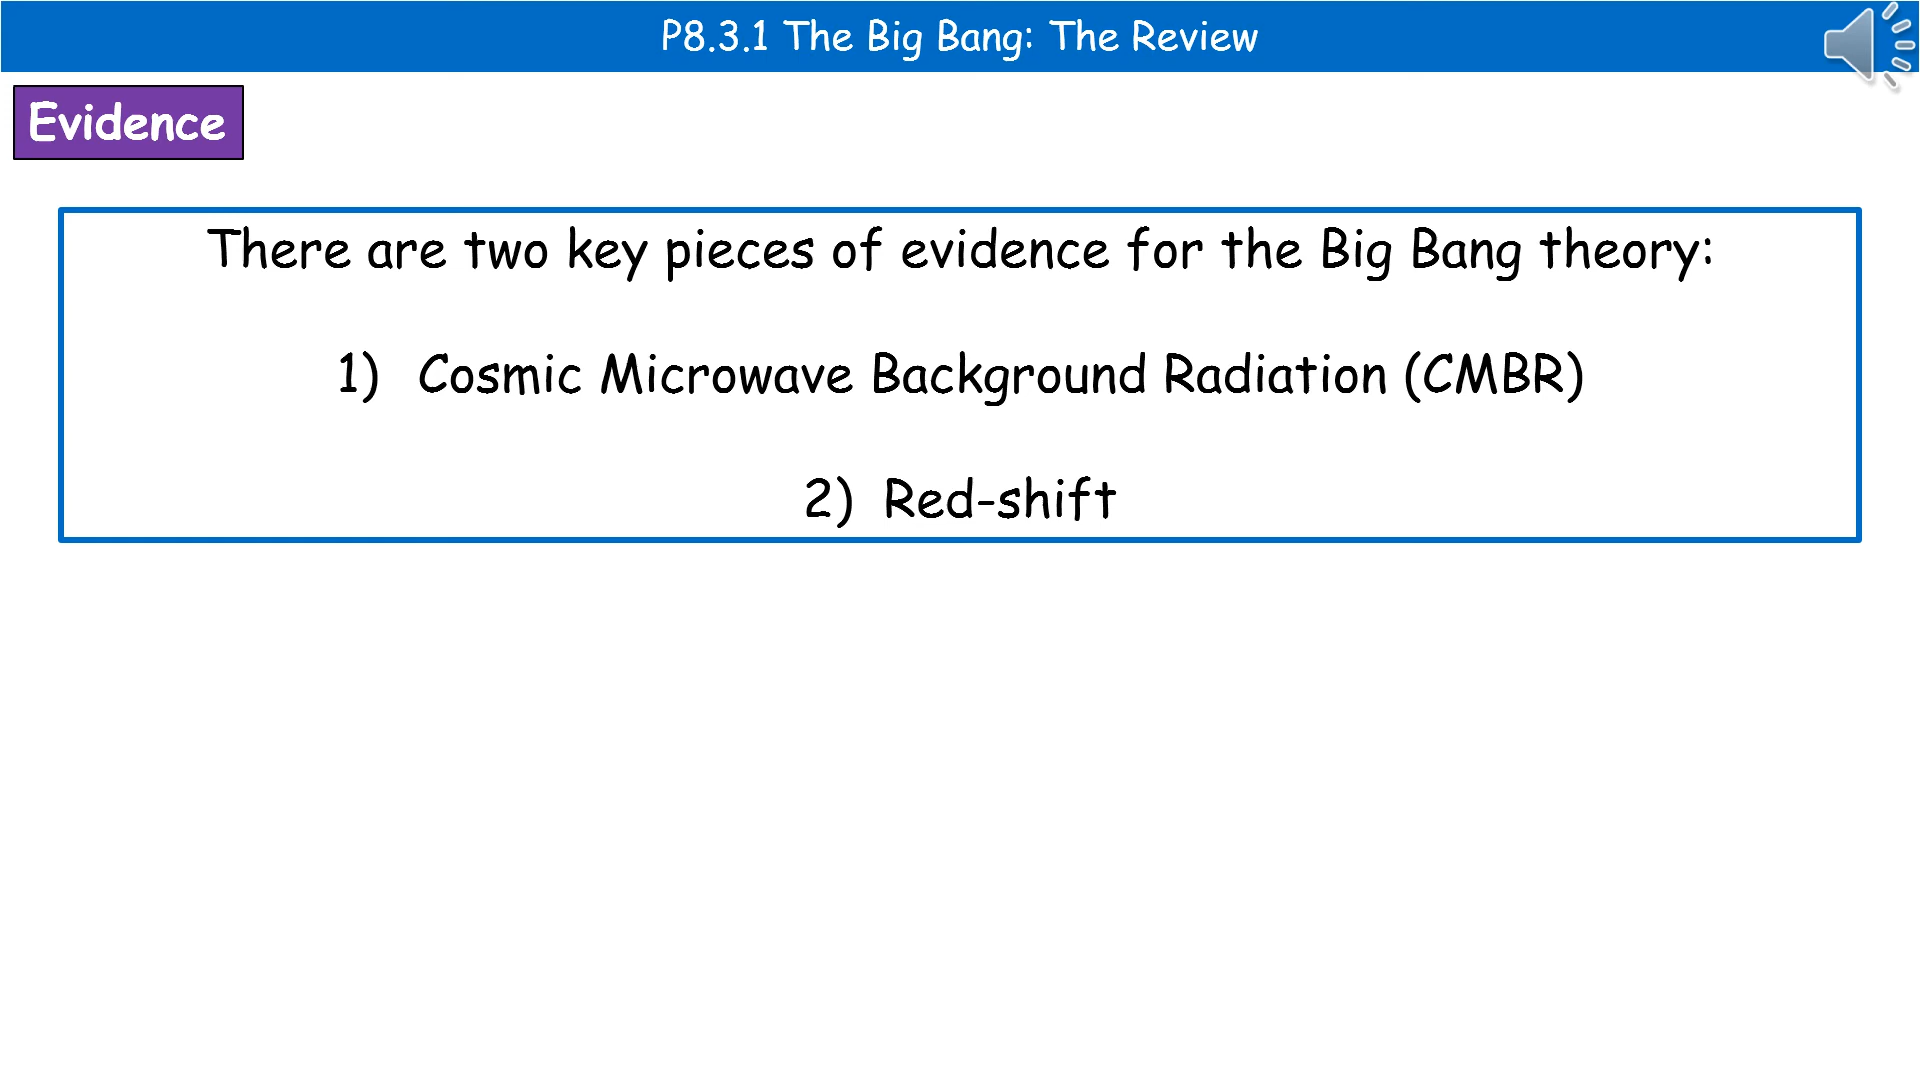 P8.3.1 The Big Bang: The Review
Evidence
There are two key pieces of evidence for the Big Bang theory:
1) Cosmic Microwave Background Radiation (CMBR)
2) Red-shift